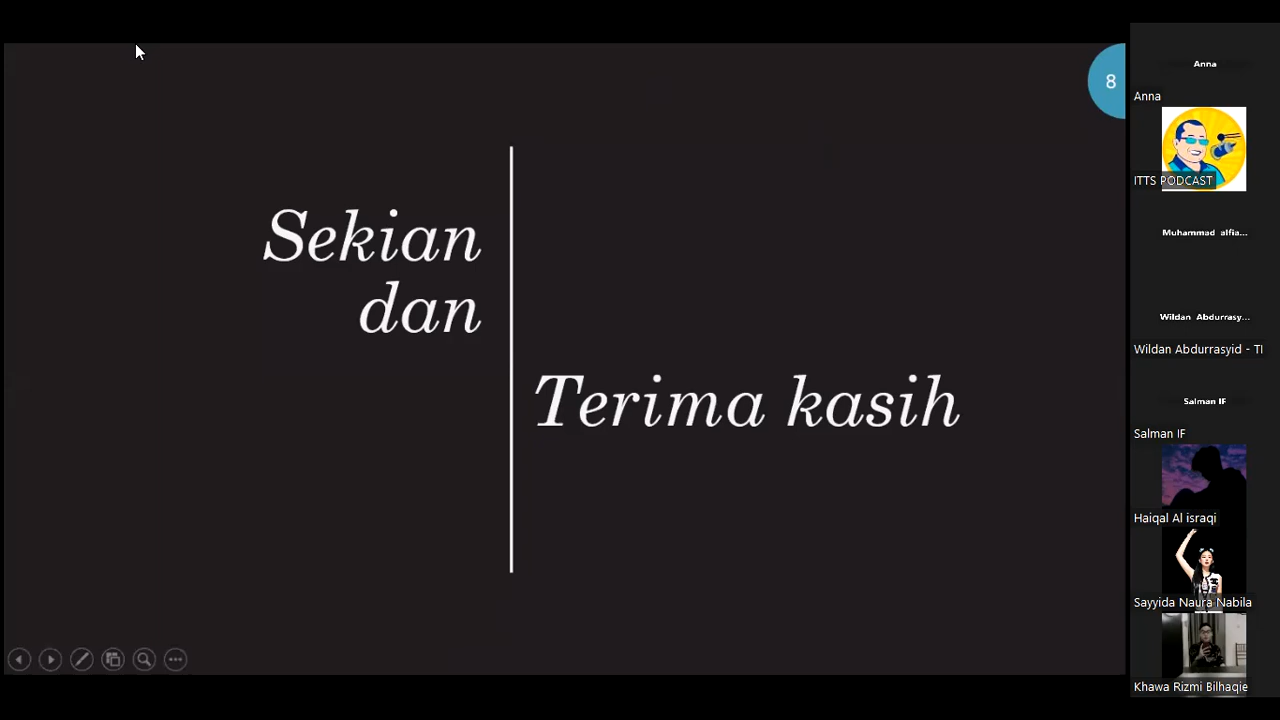 8
Sekian
dan
Terima kasih
Anna
Anna
ITTS PODCAST
Muhammad alfia...
Wildan Abdurrasy...
Wildan Abdurrasyid - TI
Salman IF
Salman IF
Haiqal Al israqi
Sayyida Naura Nabila
Khawa Rizmi Bilhaqie